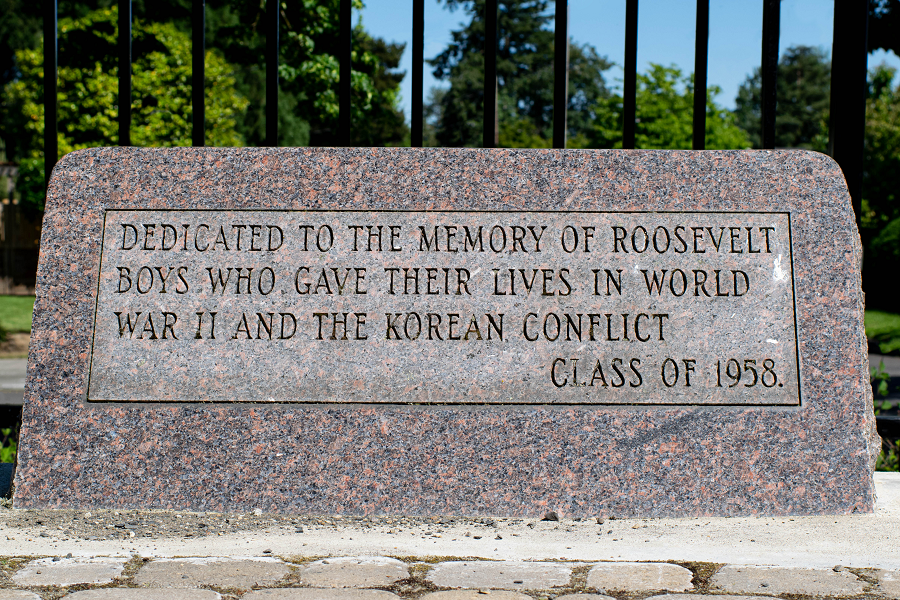 DEDICATED TO THE MEMORY OF ROOSEVELT
BOYS WHO GAVE THEIR LIVES IN WORLD
WAR II AND THE KOREAN CONFLICT
CLASS OF 1958.